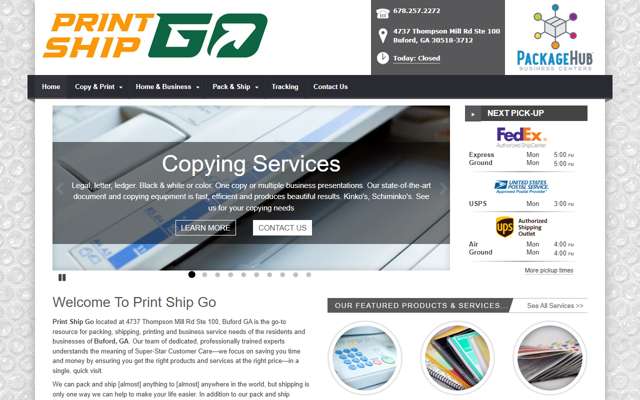 PRINT
SHIP GO
678.257.2272
4737 Thompson Mill Rd Ste 100
Buford, GA 30518-3712
Today: Closed
PACKAGEHUB
BUSINESS CENTERS
Home
Copy & Print
Home & Business
Pack & Ship
Tracking
Contact Us
Copying Services
Legal, letter, ledger. Black & white or color. One copy or multiple business presentations. Our state-of-the-art
document and copying equipment is fast, efficient and produces beautiful results. Kinko's, Schminko's. See
us for your copying needs
LEARN MORE
CONTACT US
NEXT PICK-UP
FedEx
Authorized ShipCenter
Express Mon 5:00 PM
Ground Mon 5:00 PM
UNITED STATES
POSTAL SERVICE
Approved Postal Provider
USPS Mon 3:00 PM
ups
Authorized
Shipping
Outlet
Air Mon 4:00 PM
Ground Mon 4:00 PM
More pickup times
Welcome To Print Ship Go
Print Ship Go located at 4737 Thompson Mill Rd Ste 100, Buford GA is the go-to
resource for packing, shipping, printing and business service needs of the residents and
businesses of Buford, GA. Our team of dedicated, professionally trained experts
understands the meaning of Super-Star Customer Care—we focus on saving you time
and money by ensuring you get the right products and services at the right price—in a
single, quick visit.
We can pack and ship [almost] anything to [almost] anywhere in the world, but shipping is
only one way we can help to make your life easier. In addition to our pack and ship
OUR FEATURED PRODUCTS & SERVICES...
See All Services >>